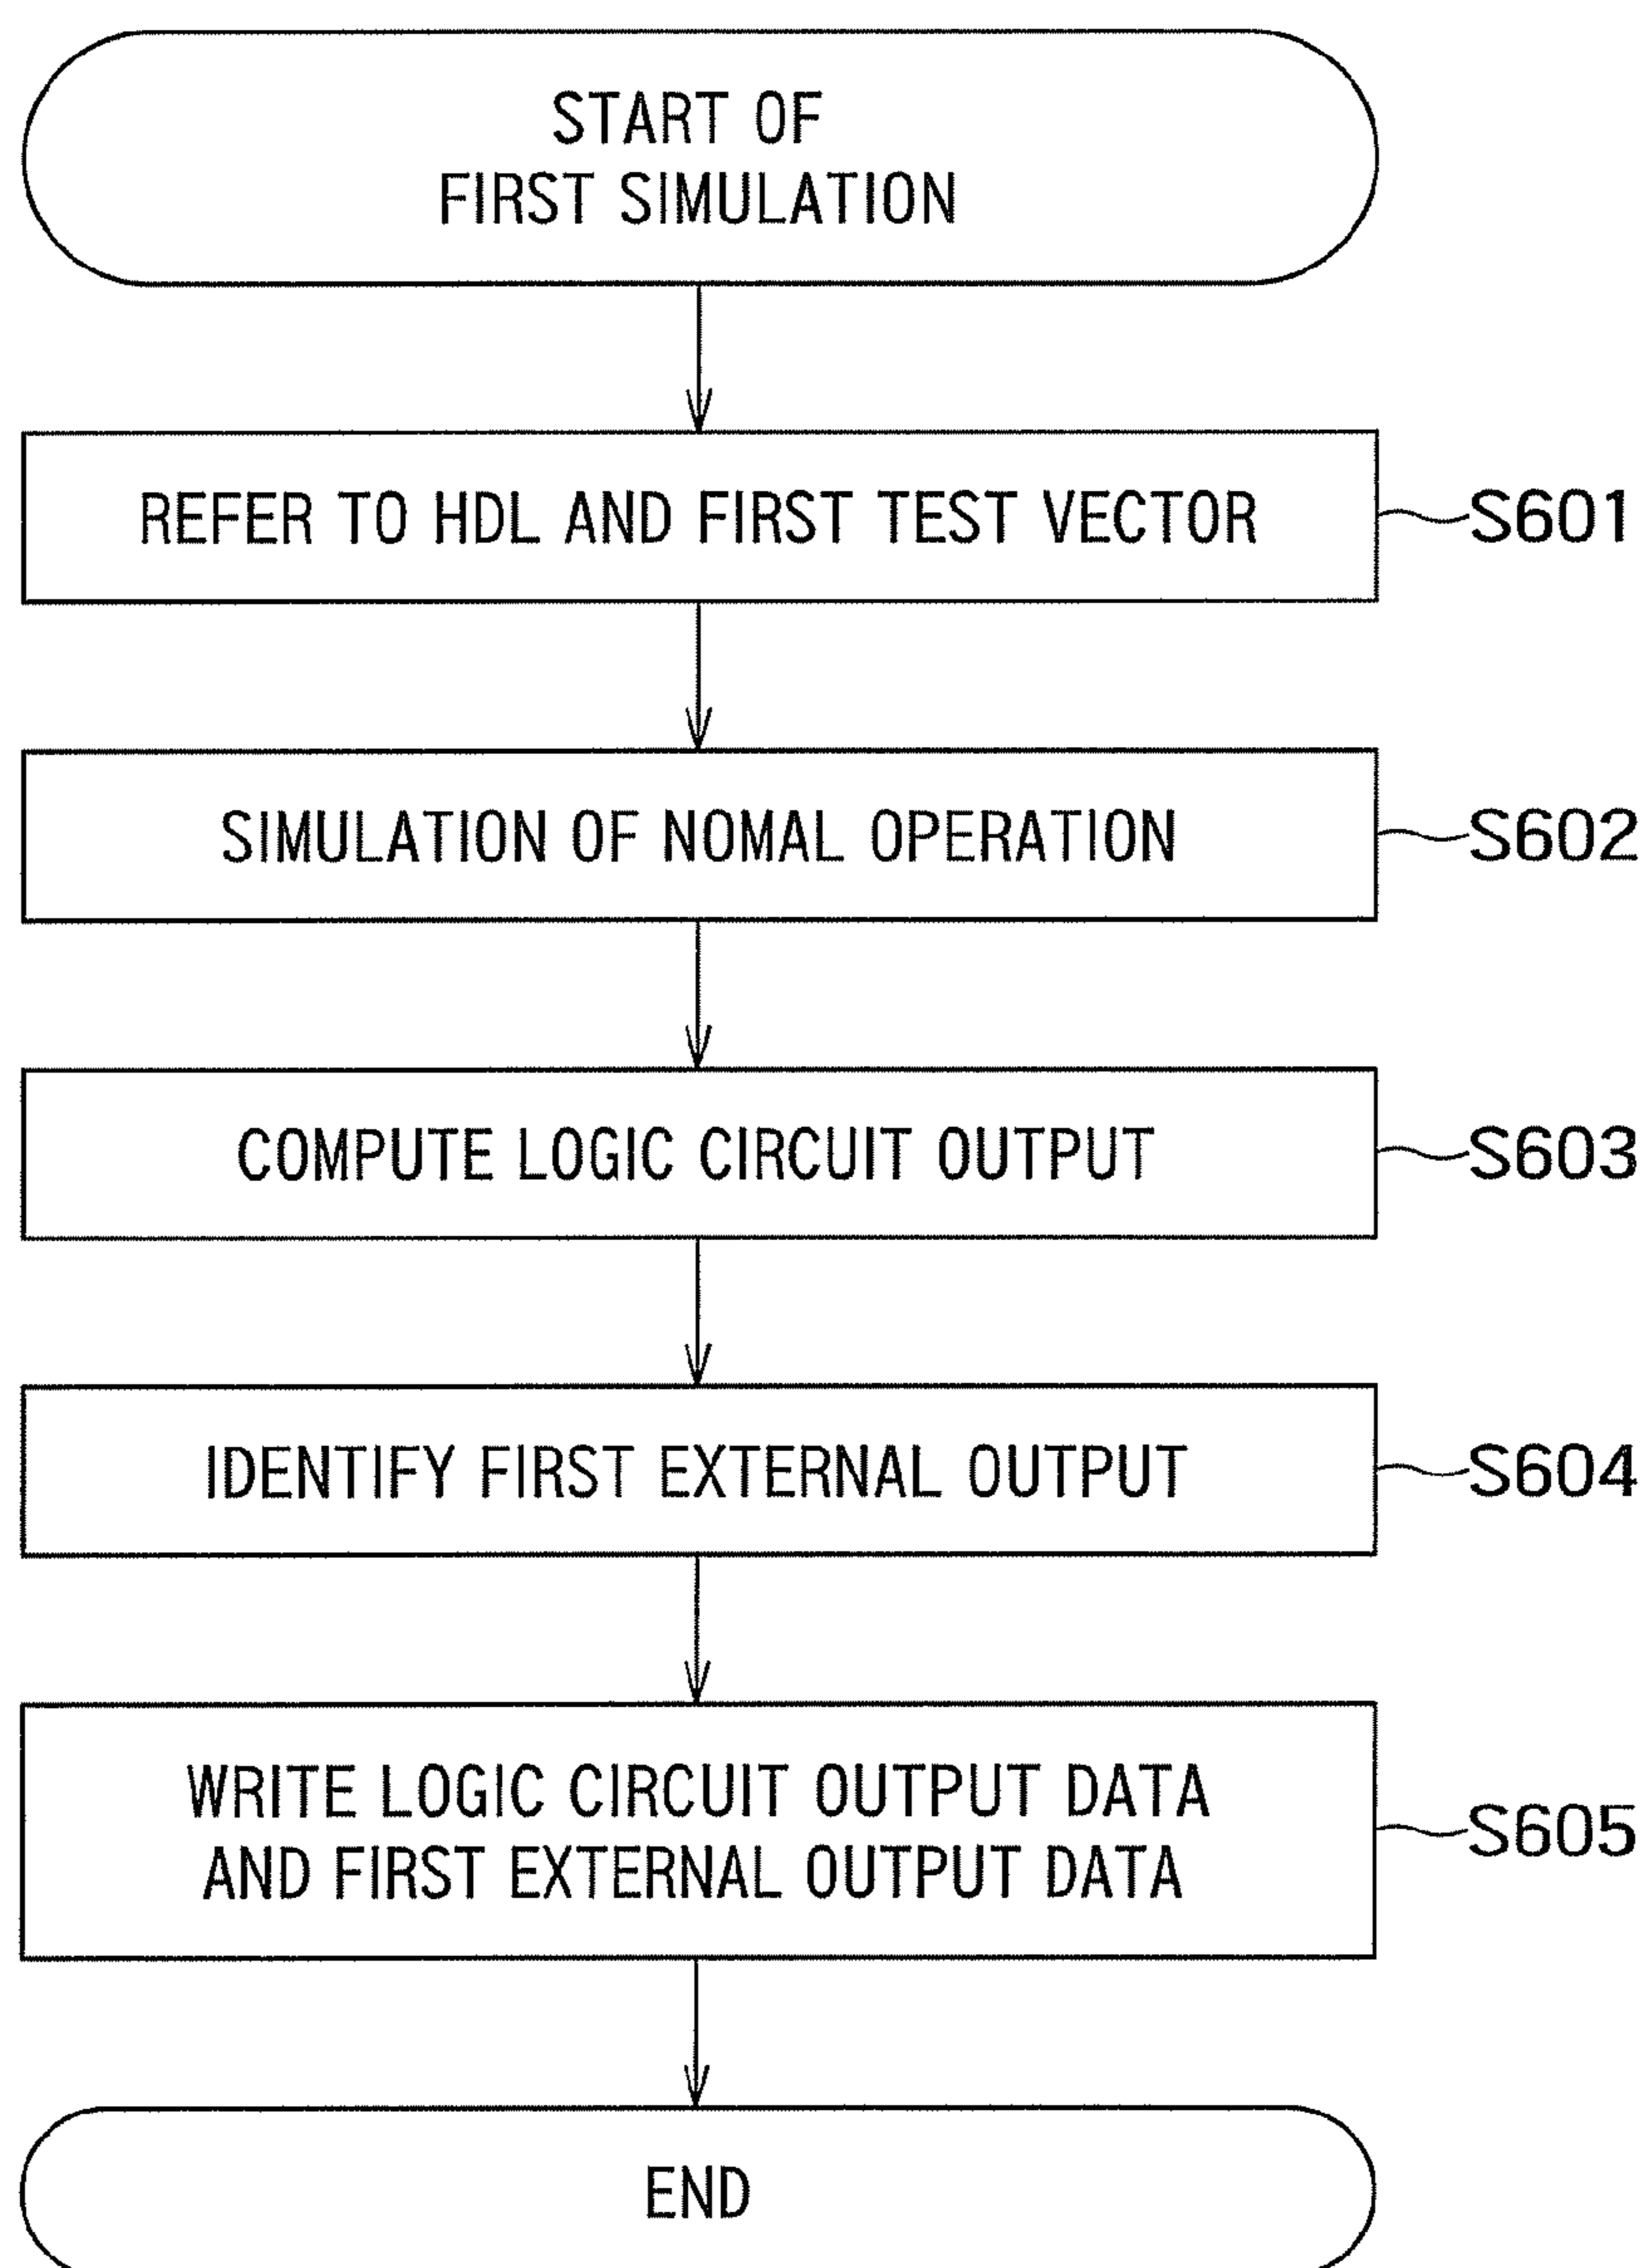 START OF
FIRST SIMULATION
REFER TO HDL AND FIRST TEST VECTOR
S601
SIMULATION OF NOMAL OPERATION
S602
COMPUTE LOGIC CIRCUIT OUTPUT
S603
IDENTIFY FIRST EXTERNAL OUTPUT
S604
WRITE LOGIC CIRCUIT OUTPUT DATA
AND FIRST EXTERNAL OUTPUT DATA
S605
END